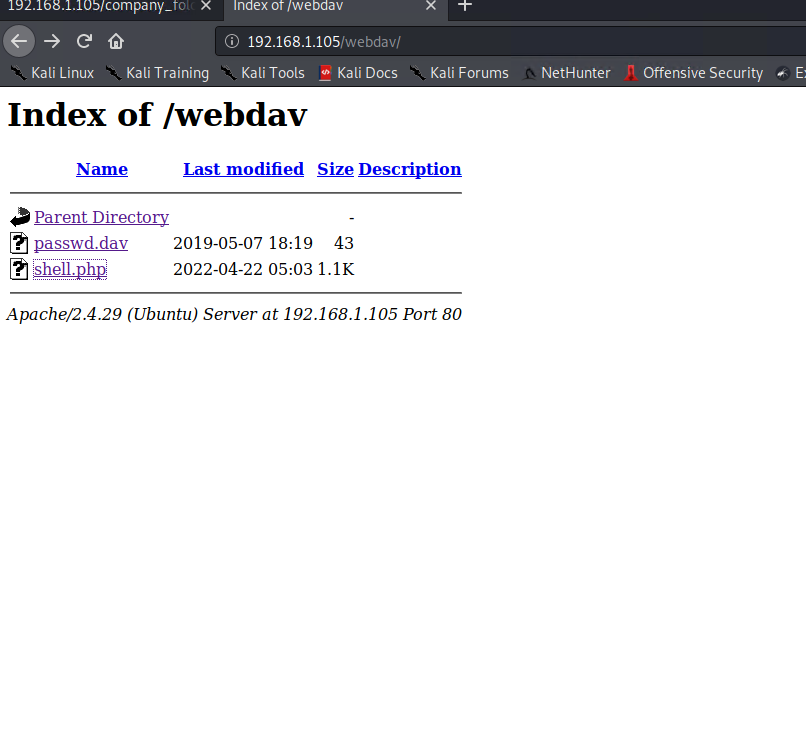 192.168.1.105/company_fol
Index of /webdav
192.168.1.105/webdav/
Kali Linux Kali Training Kali Tools Kali Docs Kali Forums NetHunter Offensive Security
Index of /webdav
Name Last modified Size Description
Parent Directory -
passwd.dav 2019-05-07 18:19 43
shell.php 2022-04-22 05:03 1.1K
Apache/2.4.29 (Ubuntu) Server at 192.168.1.105 Port 80